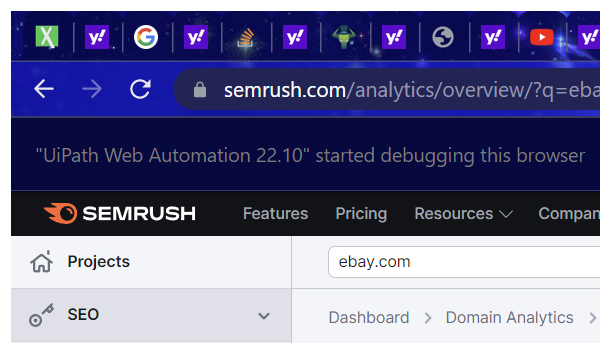 y! G y! y! y! y! y!
semrush.com/analytics/overview/?q=eba
"UiPath Web Automation 22.10" started debugging this browser
SEMRUSH Features Pricing Resources Compan
Projects
ebay.com
SEO
Dashboard > Domain Analytics >